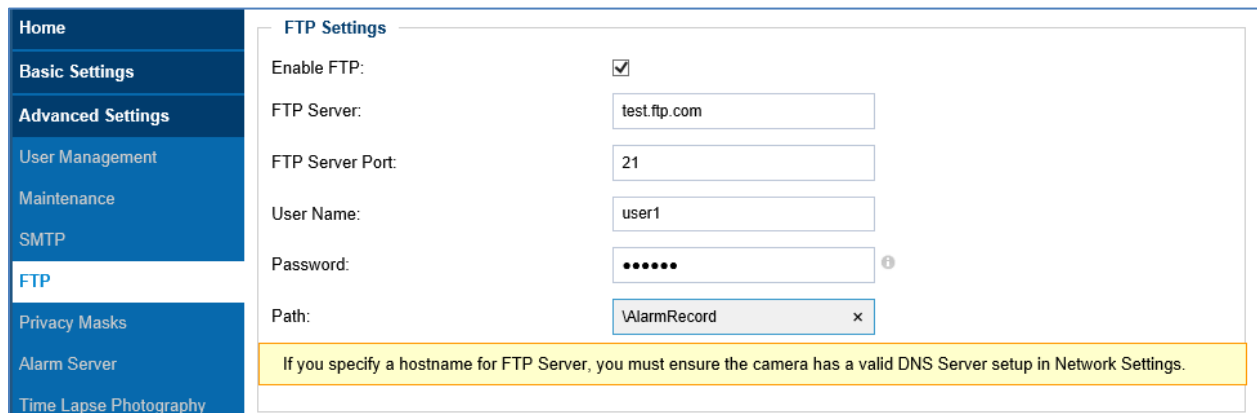 Home
Basic Settings
Advanced Settings
User Management
Maintenance
SMTP
FTP
Privacy Masks
Alarm Server
Time Lapse Photography
FTP Settings
Enable FTP:
FTP Server: test.ftp.com
FTP Server Port: 21
User Name: user1
Password: ••••••
Path: \AlarmRecord ×
If you specify a hostname for FTP Server, you must ensure the camera has a valid DNS Server setup in Network Settings.